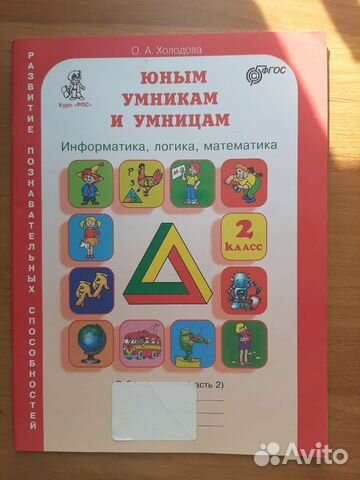 О. А. Холодова
Курс «РПС»
ФГОС
ЮНЫМ
УМНИКАМ
И УМНИЦАМ
Информатика, логика, математика
РАЗВИТИЕ ПОЗНАВАТЕЛЬНЫХ СПОСОБНОСТЕЙ
2
КЛАСС
часть 2)
Avito